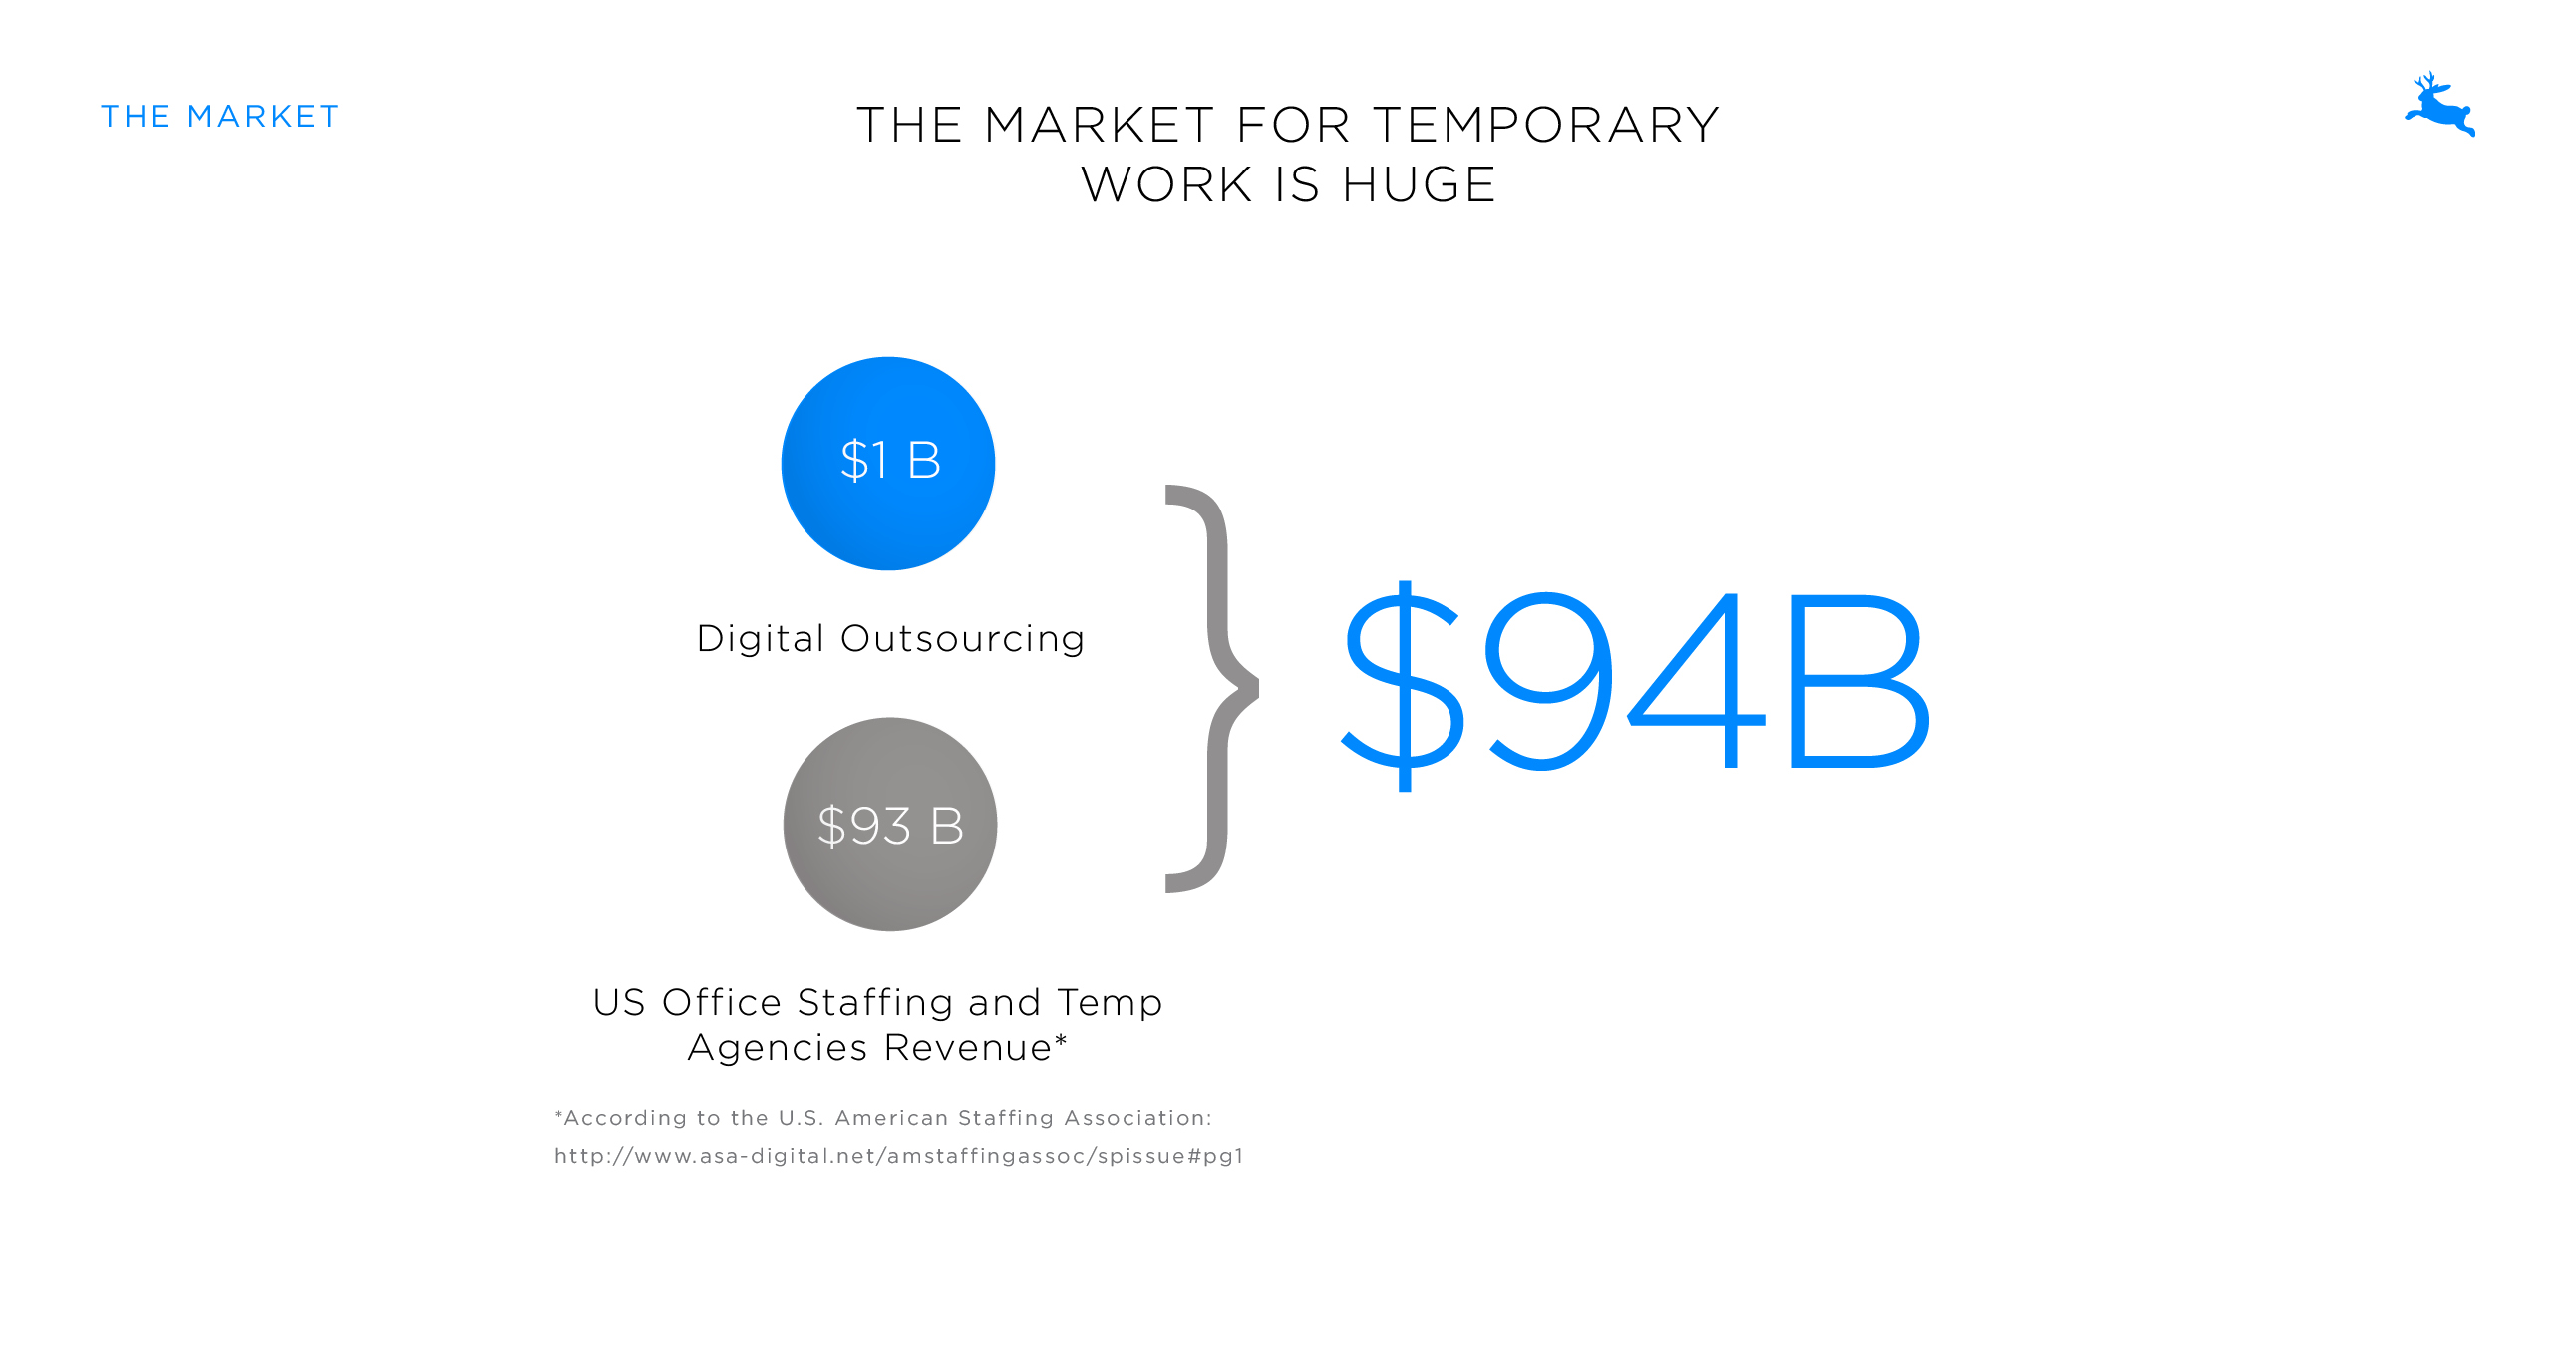 THE MARKET
THE MARKET FOR TEMPORARY
WORK IS HUGE
$1 B
Digital Outsourcing
$93 B
US Office Staffing and Temp
Agencies Revenue*
$94B
*According to the U.S. American Staffing Association:
http://www.asa-digital.net/amstaffingassoc/spissue#pg1